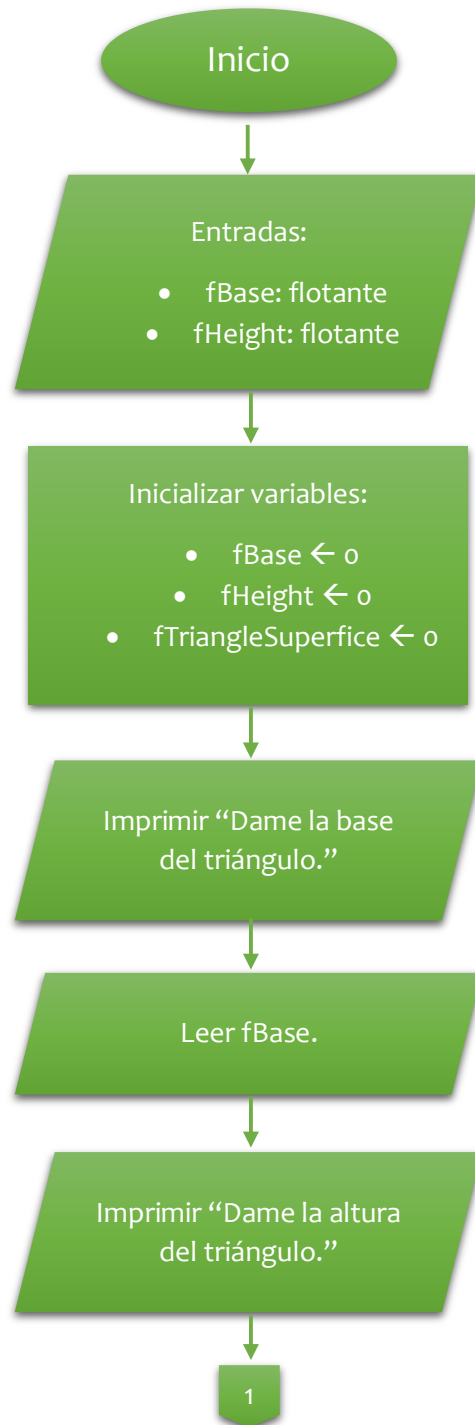 Inicio
Entradas:
• fBase: flotante
• fHeight: flotante
Inicializar variables:
• fBase ← 0
• fHeight ← 0
• fTriangleSuperfice ← 0
Imprimir “Dame la base
del triángulo.”
Leer fBase.
Imprimir “Dame la altura
del triángulo.”
1